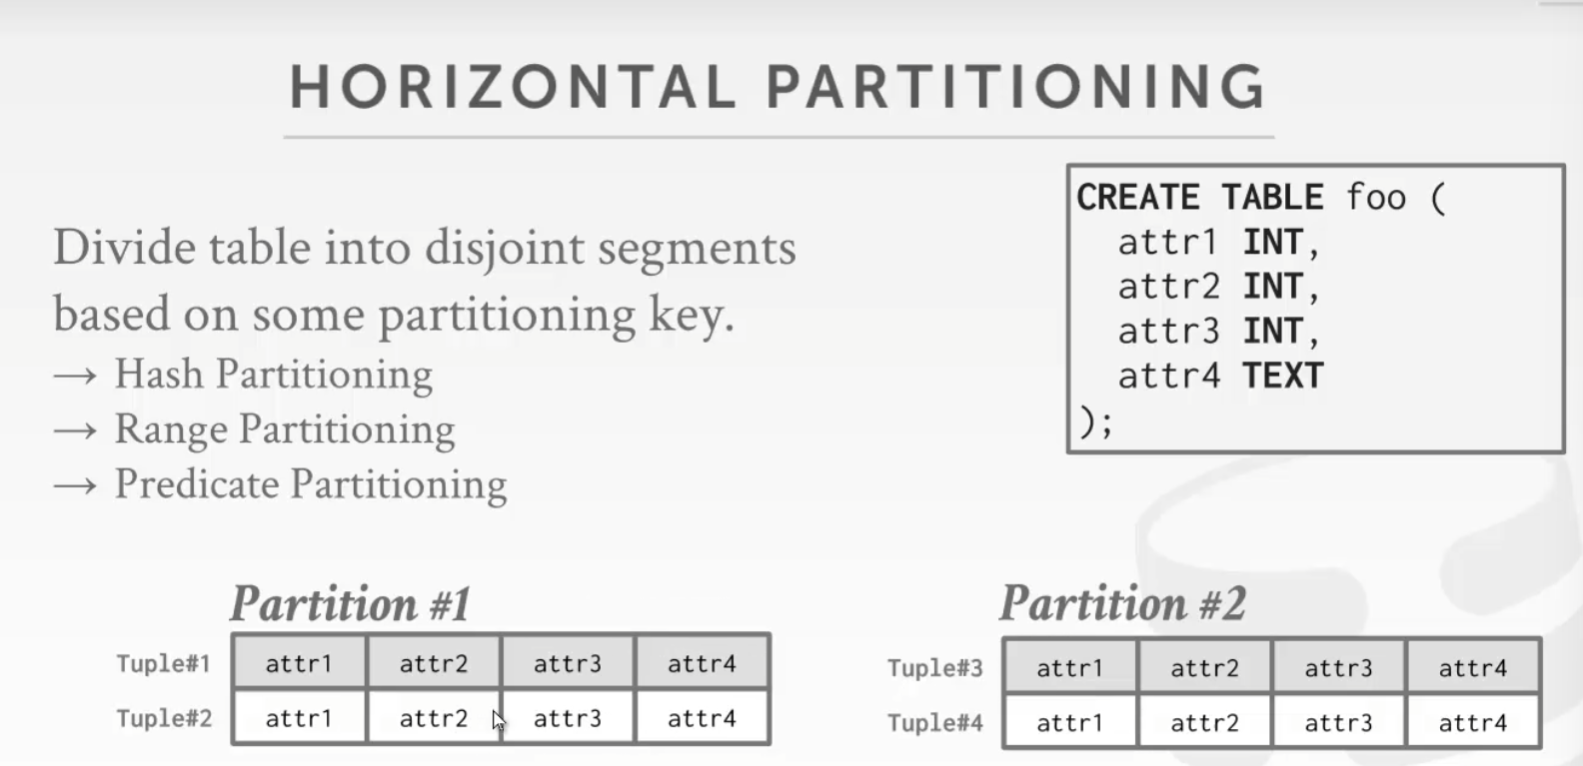 HORIZONTAL PARTITIONING
Divide table into disjoint segments
based on some partitioning key.
→ Hash Partitioning
→ Range Partitioning
→ Predicate Partitioning
CREATE TABLE foo (
attr1 INT,
attr2 INT,
attr3 INT,
attr4 TEXT
);
Partition #1
Tuple#1 attr1 attr2 attr3 attr4
Tuple#2 attr1 attr2 attr3 attr4
Partition #2
Tuple#3 attr1 attr2 attr3 attr4
Tuple#4 attr1 attr2 attr3 attr4